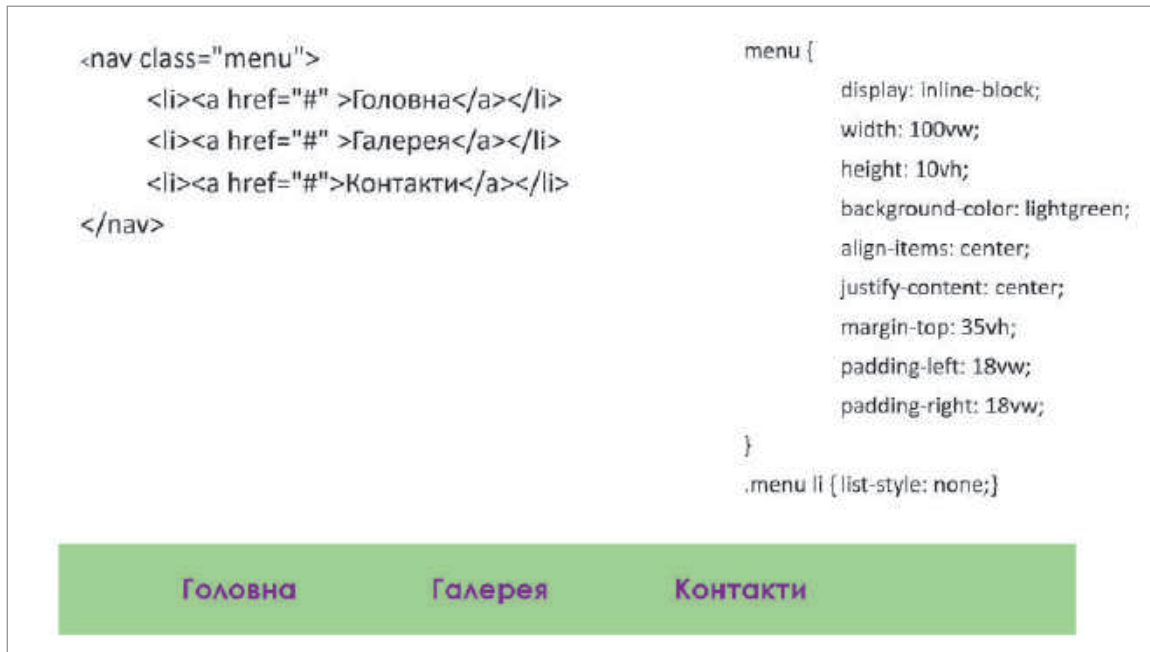 <nav class="menu">
<li><a href="#" >Головна</a></li>
<li><a href="#" >Галерея</a></li>
<li><a href="#">Контакти</a></li>
</nav>
menu {
display: inline-block;
width: 100vw;
height: 10vh;
background-color: lightgreen;
align-items: center;
justify-content: center;
margin-top: 35vh;
padding-left: 18vw;
padding-right: 18vw;
}
.menu li {list-style: none;}
Головна Галерея Контакти